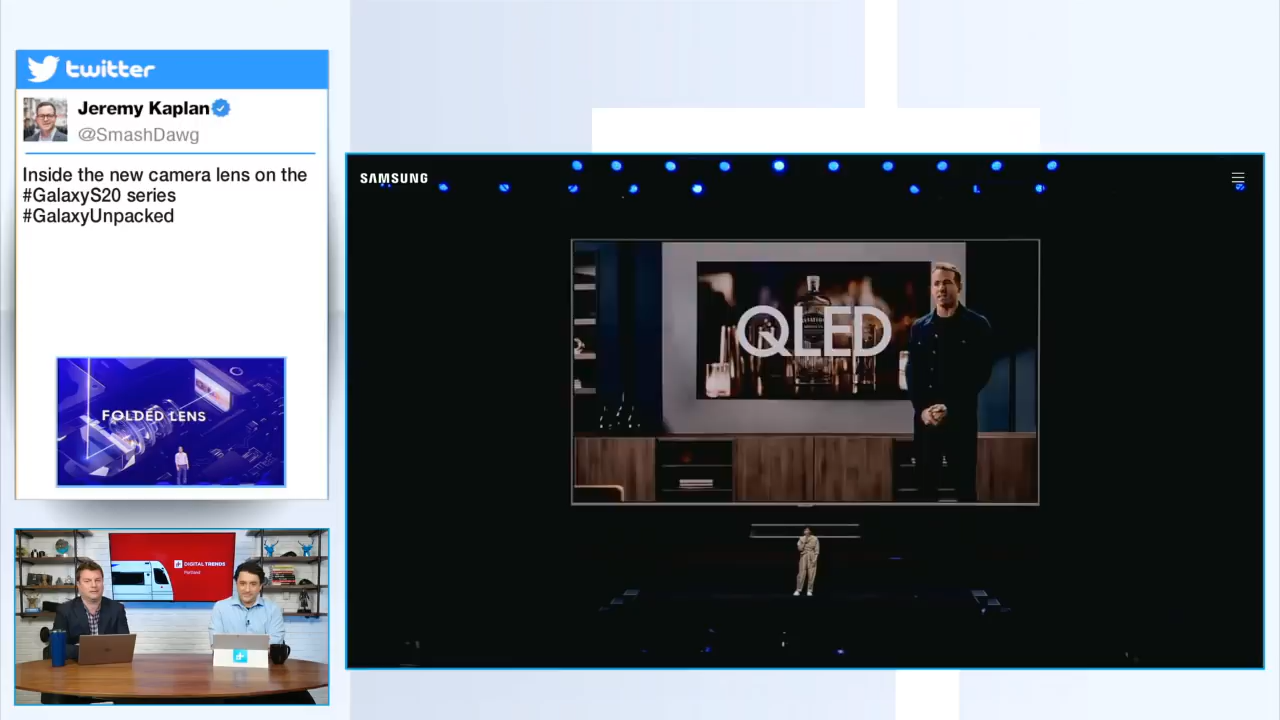 twitter
Jeremy Kaplan
@SmashDawg
Inside the new camera lens on the
#GalaxyS20 series
#GalaxyUnpacked
FOLDED LENS
DIGITAL TRENDS
Portland
SAMSUNG
QLED